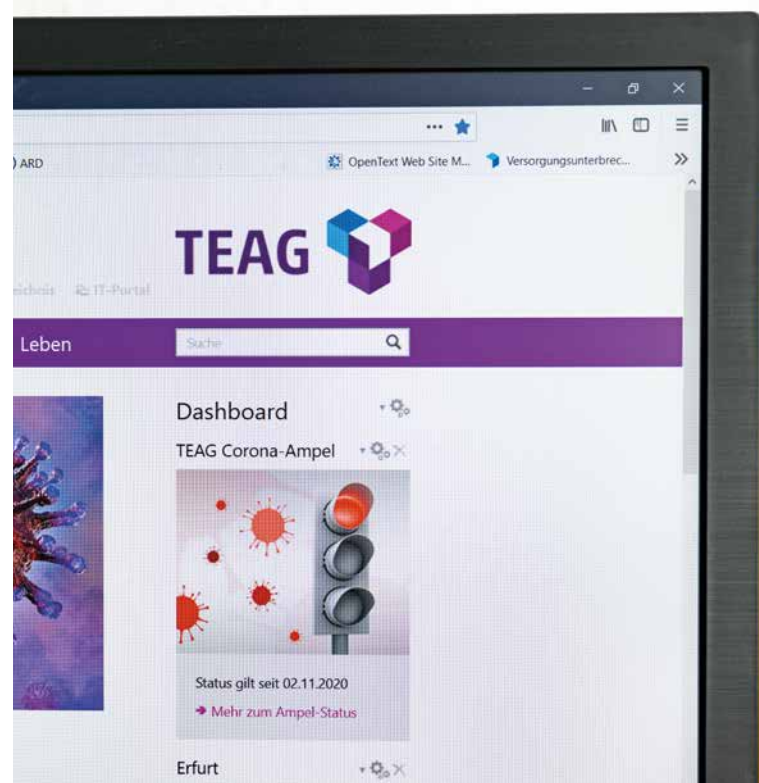 ) ARD
OpenText Web Site M...
Versorgungsunterbrec...
TEAG
IT-Portal
Leben
Suche
Dashboard
TEAG Corona-Ampel
Status gilt seit 02.11.2020
Mehr zum Ampel-Status
Erfurt